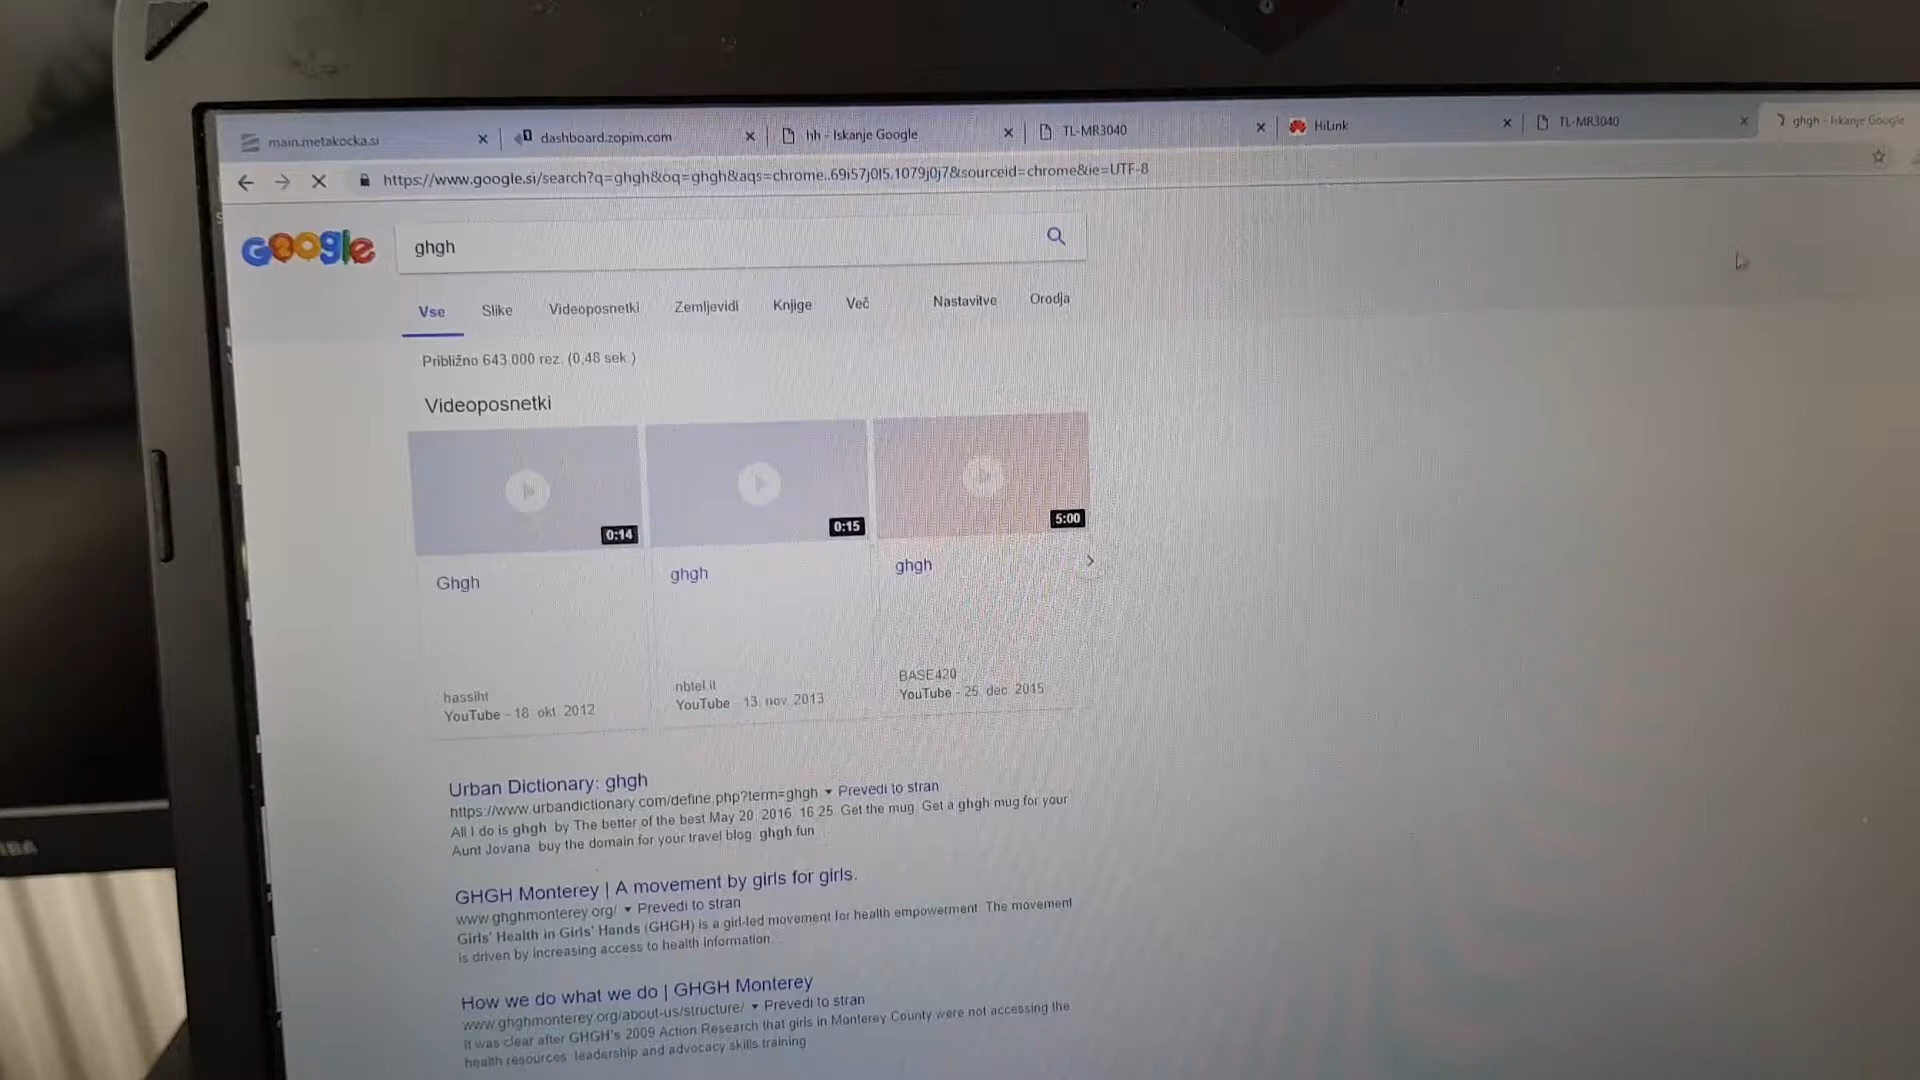 main.metakocka.si
dashboard.zopim.com
hh - Iskanje Google
TL-MR3040
HiLink
TL-MR3040
ghgh - Iskanje Google
https://www.google.si/search?q=ghgh&oq=ghgh&aqs=chrome..69i57j0l5.1079j0j7&sourceid=chrome&ie=UTF-8
Google
ghgh
Vse Slike Videoposnetki Zemljevidi Knjige Več Nastavitve Orodja
Približno 643.000 rez. (0,48 sek.)
Videoposnetki
0:14
0:15
5:00
Ghgh
ghgh
ghgh
hassiht
YouTube - 18. okt. 2012
nbtel.it
YouTube - 13. nov. 2013
BASE420
YouTube - 25. dec. 2015
Urban Dictionary: ghgh
https://www.urbandictionary.com/define.php?term=ghgh ▾ Prevedi to stran
All I do is ghgh. by The better of the best May 20, 2016. 16 25. Get the mug. Get a ghgh mug for your
Aunt Jovana. buy the domain for your travel blog. ghgh.fun
GHGH Monterey | A movement by girls for girls.
www.ghghmonterey.org/ ▾ Prevedi to stran
Girls' Health in Girls' Hands (GHGH) is a girl-led movement for health empowerment. The movement
is driven by increasing access to health information.
How we do what we do | GHGH Monterey
www.ghghmonterey.org/about-us/structure/ ▾ Prevedi to stran
It was clear after GHGH's 2009 Action Research that girls in Monterey County were not accessing the
health resources, leadership and advocacy skills training